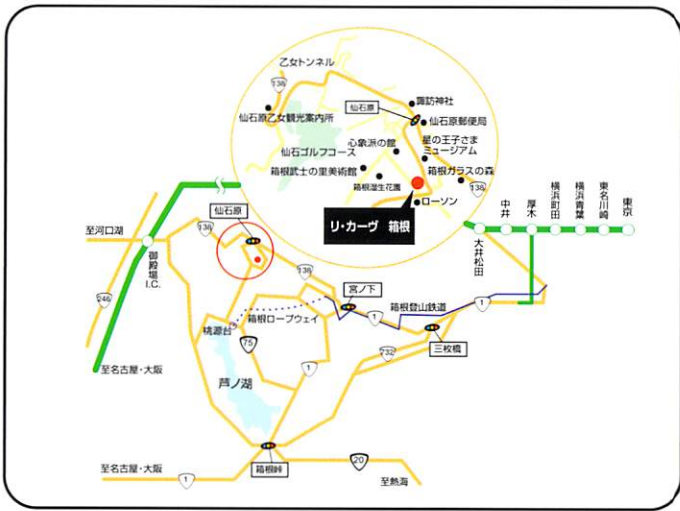 乙女トンネル
138
諏訪神社
仙石原
仙石原乙女観光案内所
仙石原郵便局
心象派の館
星の王子さま
ミュージアム
仙石ゴルフコース
箱根武士の里美術館
箱根ガラスの森
箱根湿生花園
138
ローソン
リ・カーヴ 箱根
仙石原
至河口湖
138
御殿場I.C.
246
138
大井松田
中井
厚木
横浜町田
横浜青葉
東名川崎
東京
宮ノ下
箱根登山鉄道
1
箱根ロープウェイ
1
桃源台
75
732
三枚橋
至名古屋・大阪
芦ノ湖
1
箱根峠
20
至名古屋・大阪
1
至熱海